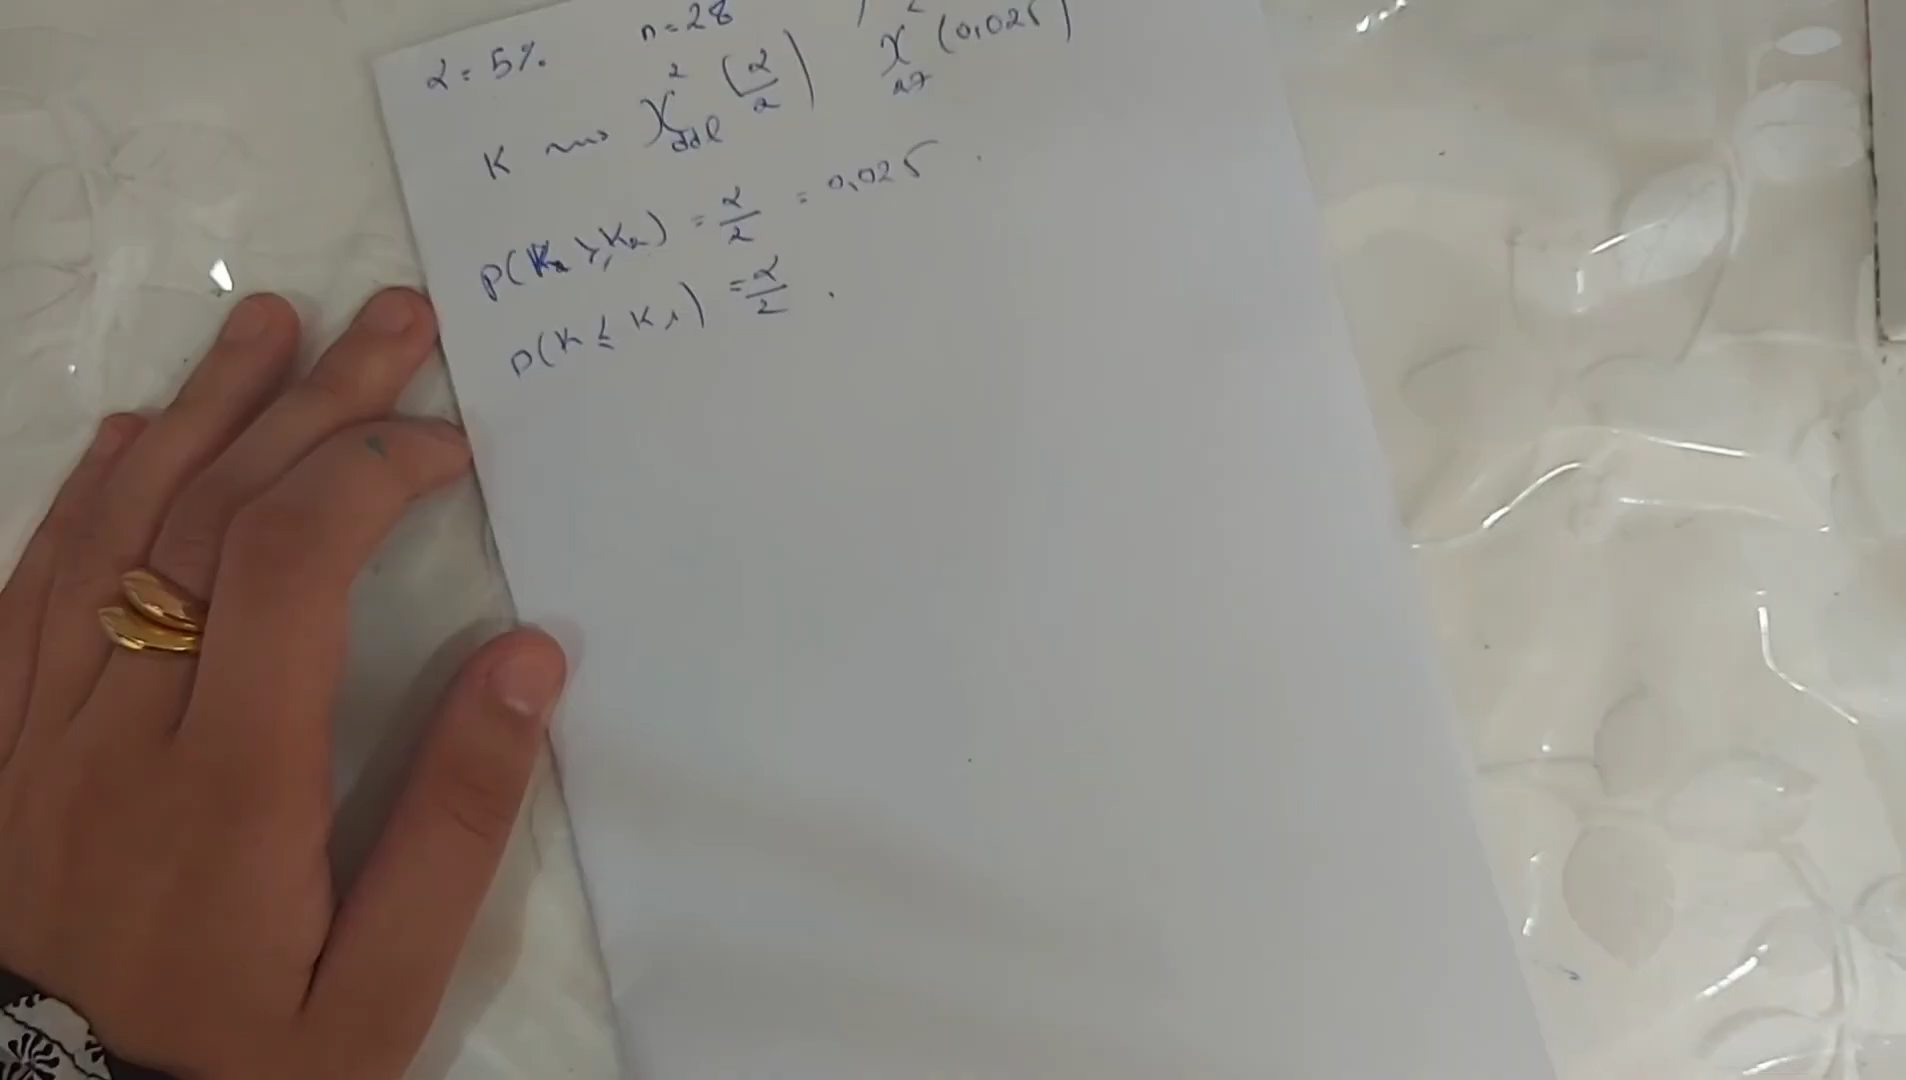 α = 5%   n = 28
K ⇝ χ²ddl (α/2)   χ²27 (0,025)
P(K ≥ K2) = α/2 = 0,025
P(K ≤ K1) = α/2 .